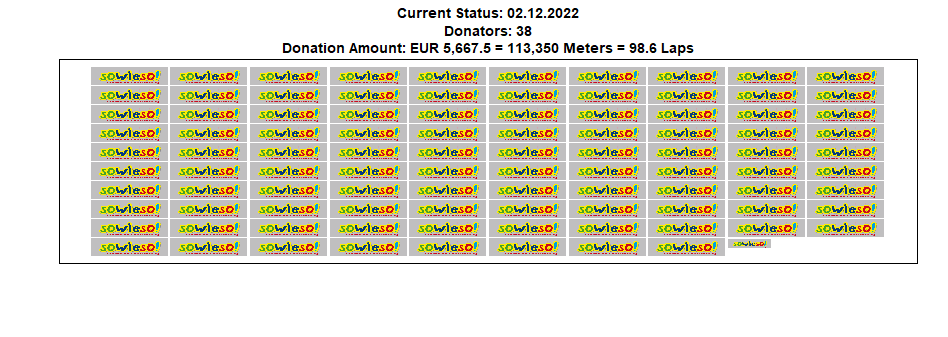 Current Status: 02.12.2022
Donators: 38
Donation Amount: EUR 5,667.5 = 113,350 Meters = 98.6 Laps
sowieso! sowieso! sowieso! sowieso! sowieso! sowieso! sowieso! sowieso! sowieso! sowieso!
sowieso! sowieso! sowieso! sowieso! sowieso! sowieso! sowieso! sowieso! sowieso! sowieso!
sowieso! sowieso! sowieso! sowieso! sowieso! sowieso! sowieso! sowieso! sowieso! sowieso!
sowieso! sowieso! sowieso! sowieso! sowieso! sowieso! sowieso! sowieso! sowieso! sowieso!
sowieso! sowieso! sowieso! sowieso! sowieso! sowieso! sowieso! sowieso! sowieso! sowieso!
sowieso! sowieso! sowieso! sowieso! sowieso! sowieso! sowieso! sowieso! sowieso! sowieso!
sowieso! sowieso! sowieso! sowieso! sowieso! sowieso! sowieso! sowieso! sowieso! sowieso!
sowieso! sowieso! sowieso! sowieso! sowieso! sowieso! sowieso! sowieso! sowieso! sowieso!
sowieso! sowieso! sowieso! sowieso! sowieso! sowieso! sowieso! sowieso! sowieso! sowieso!
sowieso! sowieso! sowieso! sowieso! sowieso! sowieso! sowieso! sowieso! sowieso!